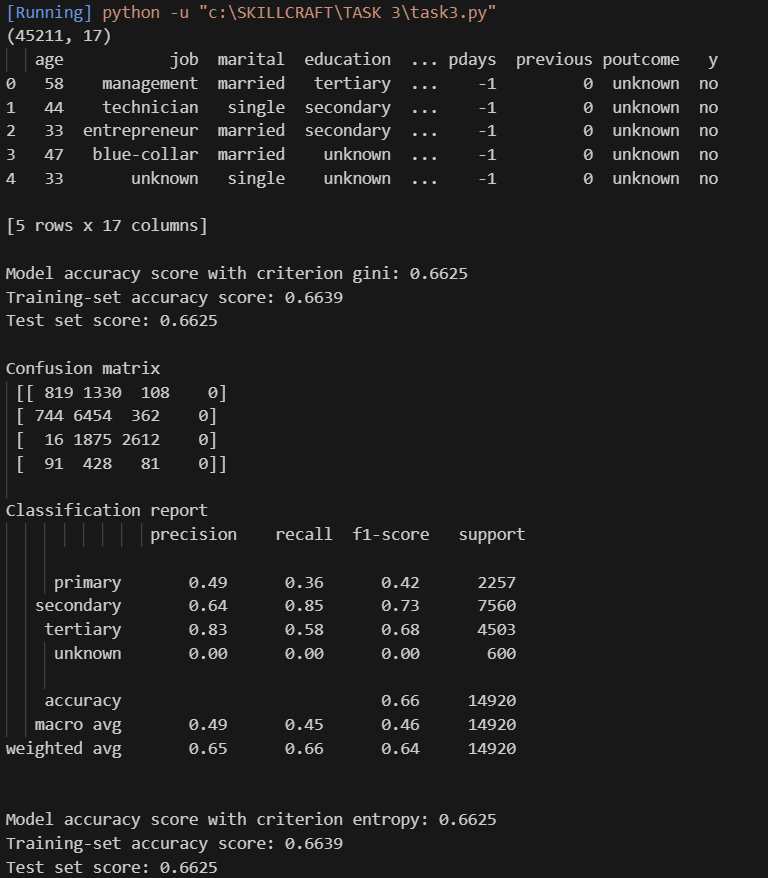 [Running] python -u "c:\SKILLCRAFT\TASK 3\task3.py"
(45211, 17)
   age           job  marital  education  ... pdays  previous poutcome   y
0   58    management  married   tertiary  ...    -1         0  unknown  no
1   44    technician   single  secondary  ...    -1         0  unknown  no
2   33  entrepreneur  married  secondary  ...    -1         0  unknown  no
3   47   blue-collar  married    unknown  ...    -1         0  unknown  no
4   33       unknown   single    unknown  ...    -1         0  unknown  no

[5 rows x 17 columns]

Model accuracy score with criterion gini: 0.6625
Training-set accuracy score: 0.6639
Test set score: 0.6625

Confusion matrix
 [[ 819 1330  108    0]
 [ 744 6454  362    0]
 [  16 1875 2612    0]
 [  91  428   81    0]]

Classification report
               precision    recall  f1-score   support

     primary       0.49      0.36      0.42      2257
   secondary       0.64      0.85      0.73      7560
    tertiary       0.83      0.58      0.68      4503
     unknown       0.00      0.00      0.00       600

    accuracy                           0.66     14920
   macro avg       0.49      0.45      0.46     14920
weighted avg       0.65      0.66      0.64     14920

Model accuracy score with criterion entropy: 0.6625
Training-set accuracy score: 0.6639
Test set score: 0.6625